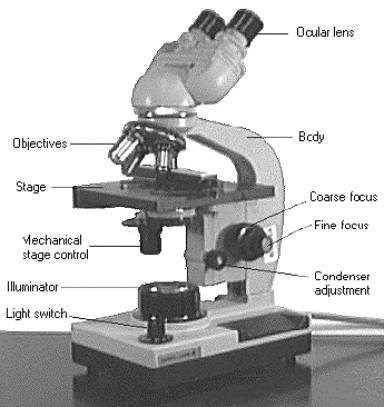 Ocular lens
Objectives
Body
Stage
Coarse focus
Fine focus
Mechanical
stage control
Condenser
adjustment
Illuminator
Light switch